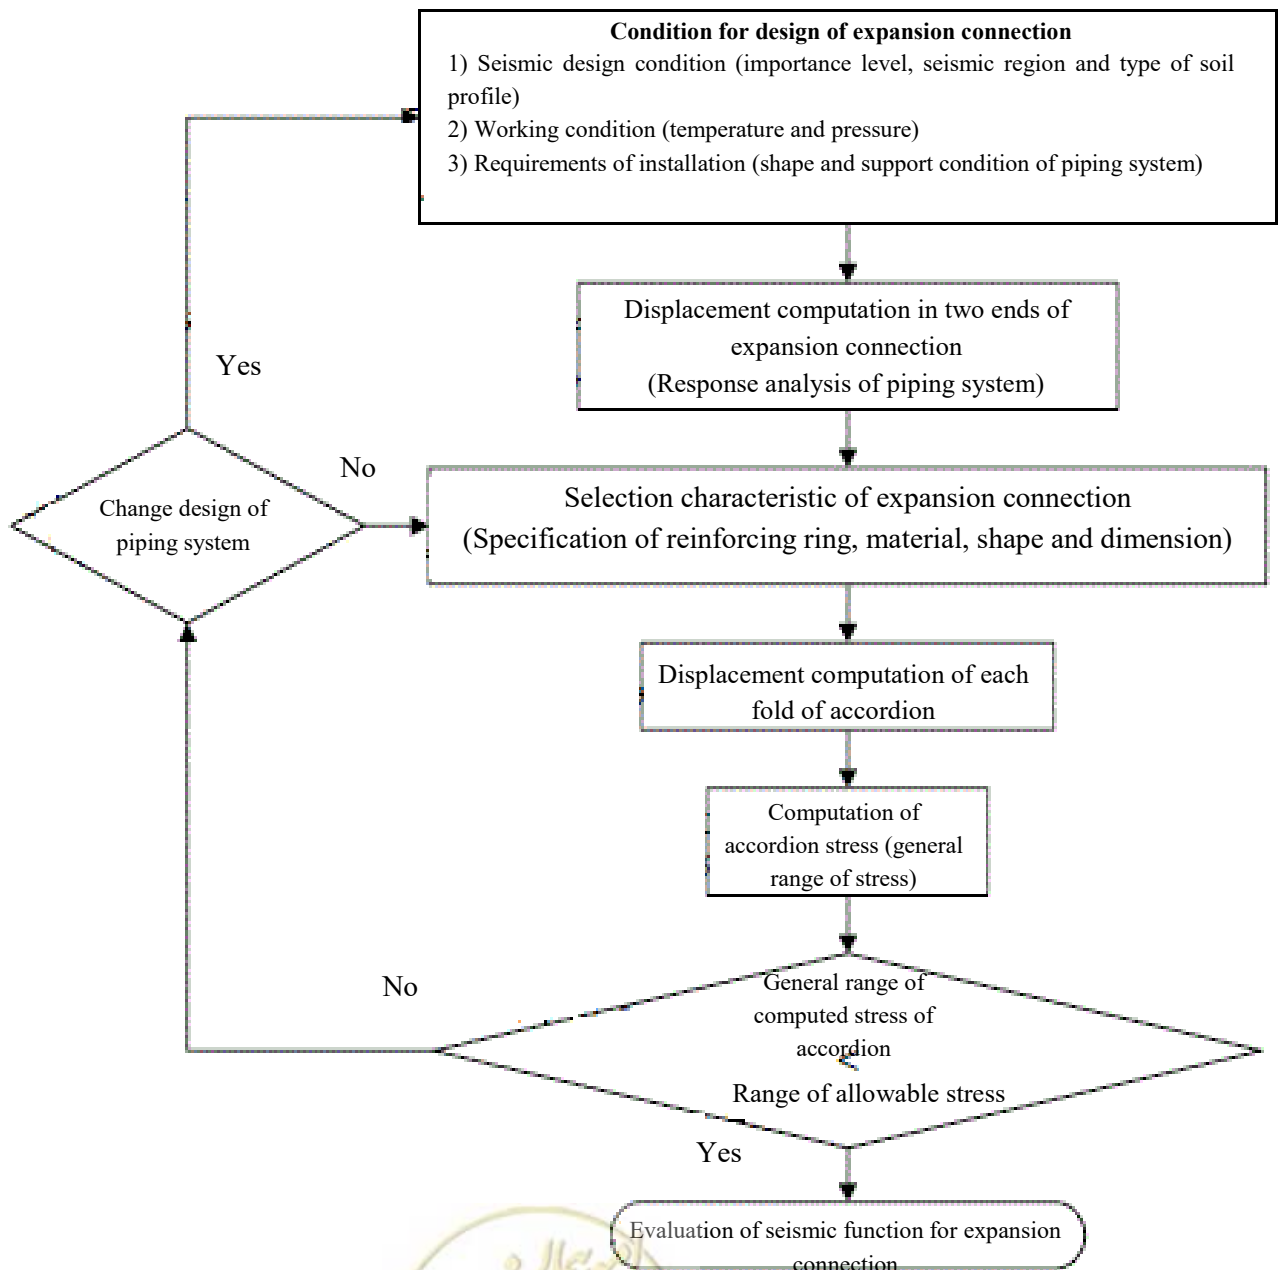 Condition for design of expansion connection
1) Seismic design condition (importance level, seismic region and type of soil
profile)
2) Working condition (temperature and pressure)
3) Requirements of installation (shape and support condition of piping system)
Displacement computation in two ends of
expansion connection
(Response analysis of piping system)
Yes
No
Change design of
piping system
Selection characteristic of expansion connection
(Specification of reinforcing ring, material, shape and dimension)
Displacement computation of each
fold of accordion
Computation of
accordion stress (general
range of stress)
No
General range of
computed stress of
accordion
<
Range of allowable stress
Yes
Evaluation of seismic function for expansion
connection